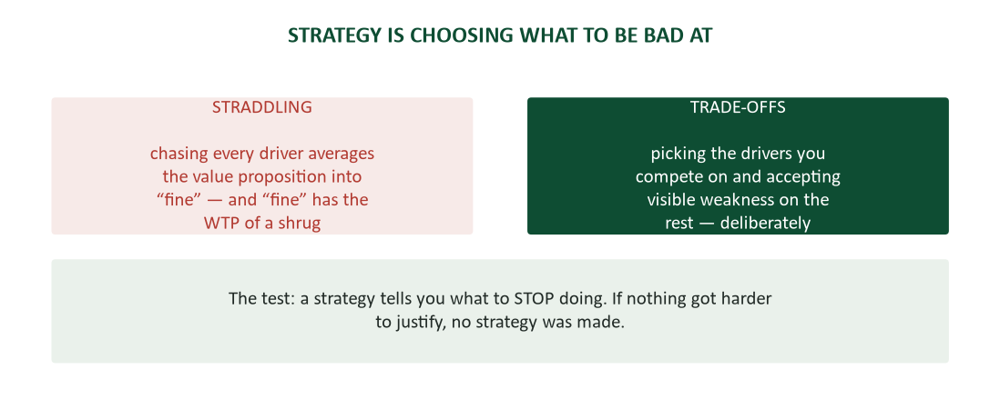 STRATEGY IS CHOOSING WHAT TO BE BAD AT
STRADDLING
chasing every driver averages
the value proposition into
“fine” — and “fine” has the
WTP of a shrug
TRADE-OFFS
picking the drivers you
compete on and accepting
visible weakness on the
rest — deliberately
The test: a strategy tells you what to STOP doing. If nothing got harder
to justify, no strategy was made.